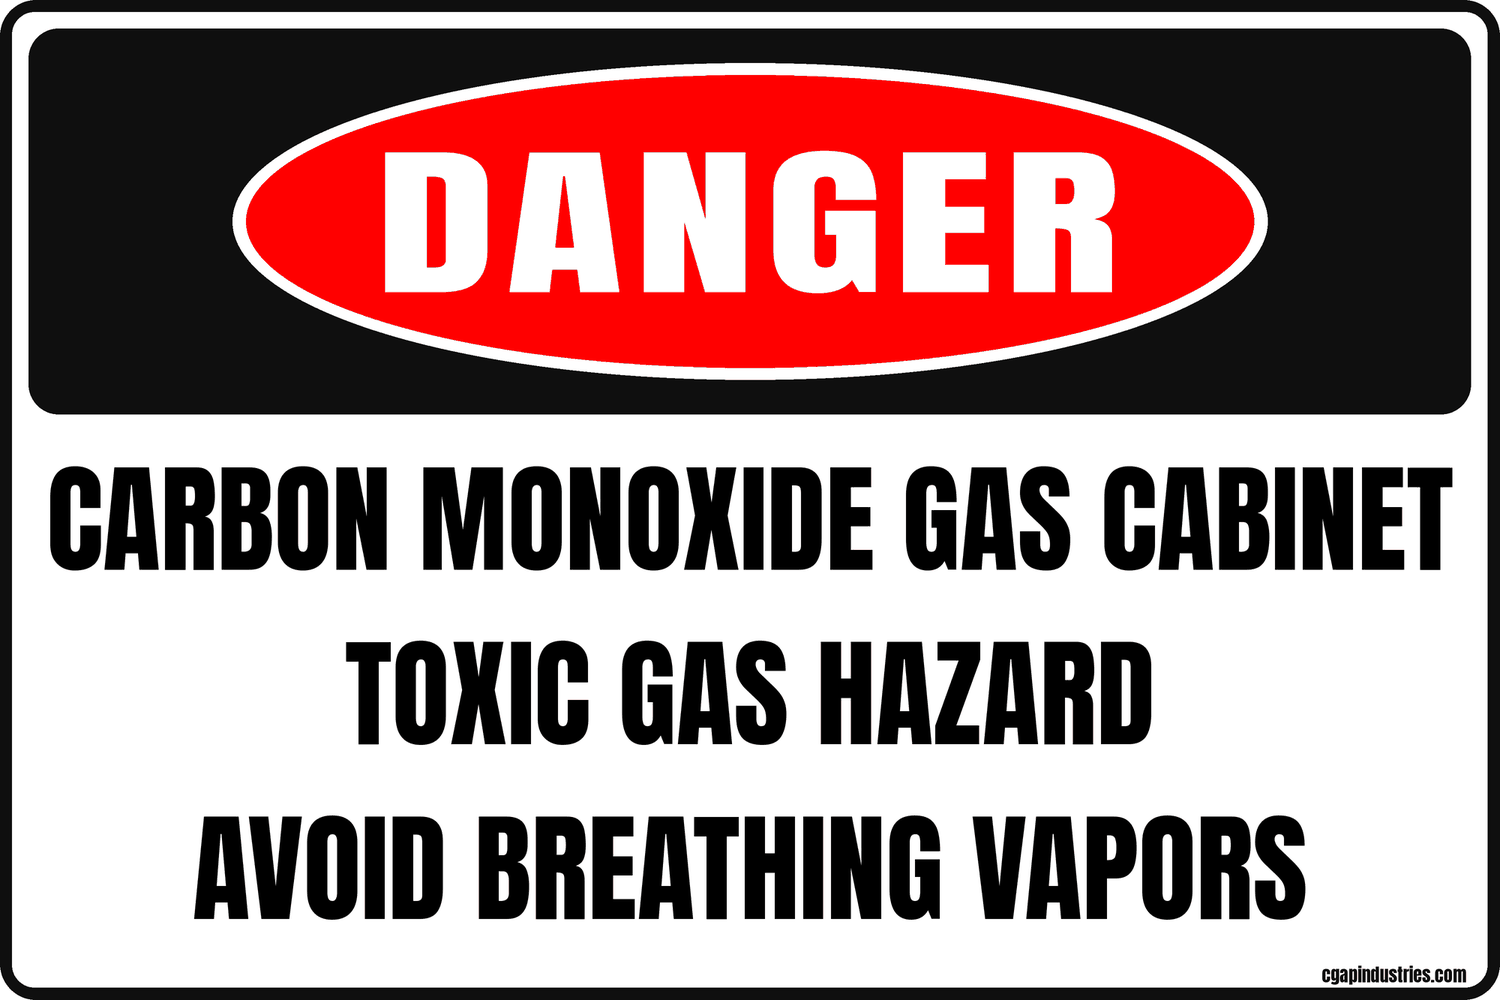 DANGER
CARBON MONOXIDE GAS CABINET
TOXIC GAS HAZARD
AVOID BREATHING VAPORS
cgapindustries.com